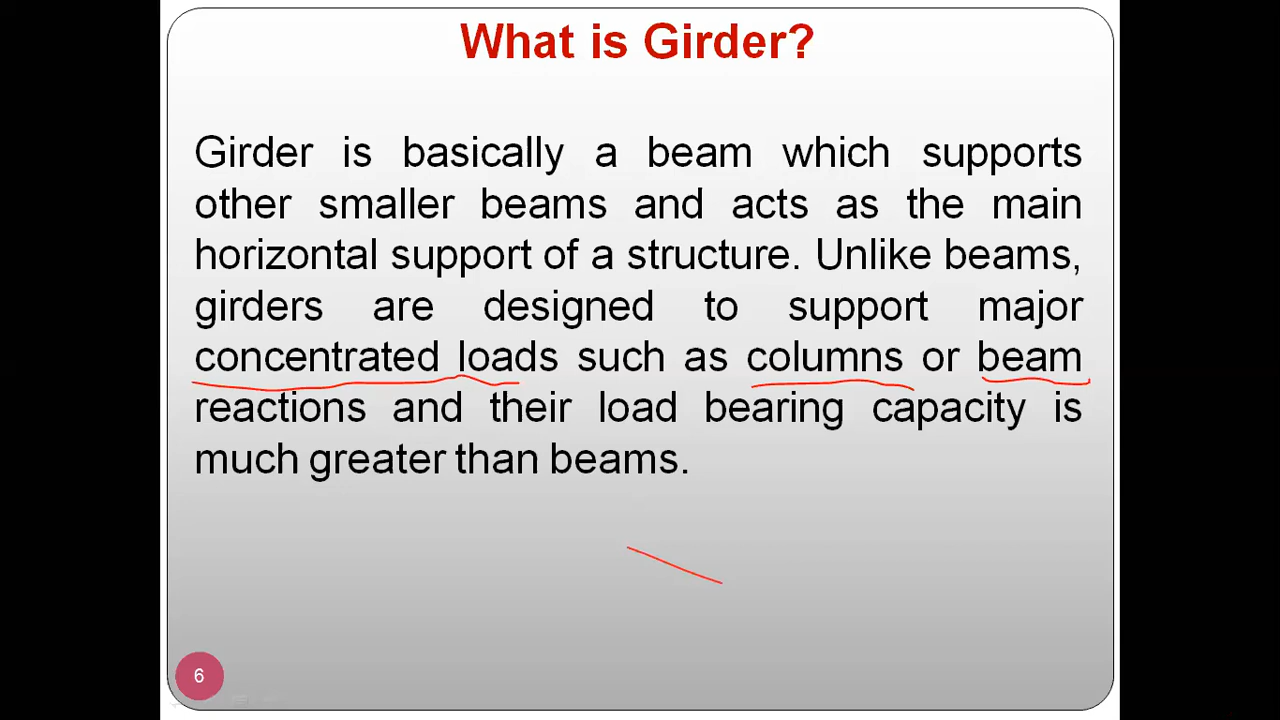 What is Girder?
Girder is basically a beam which supports
other smaller beams and acts as the main
horizontal support of a structure. Unlike beams,
girders are designed to support major
concentrated loads such as columns or beam
reactions and their load bearing capacity is
much greater than beams.
6